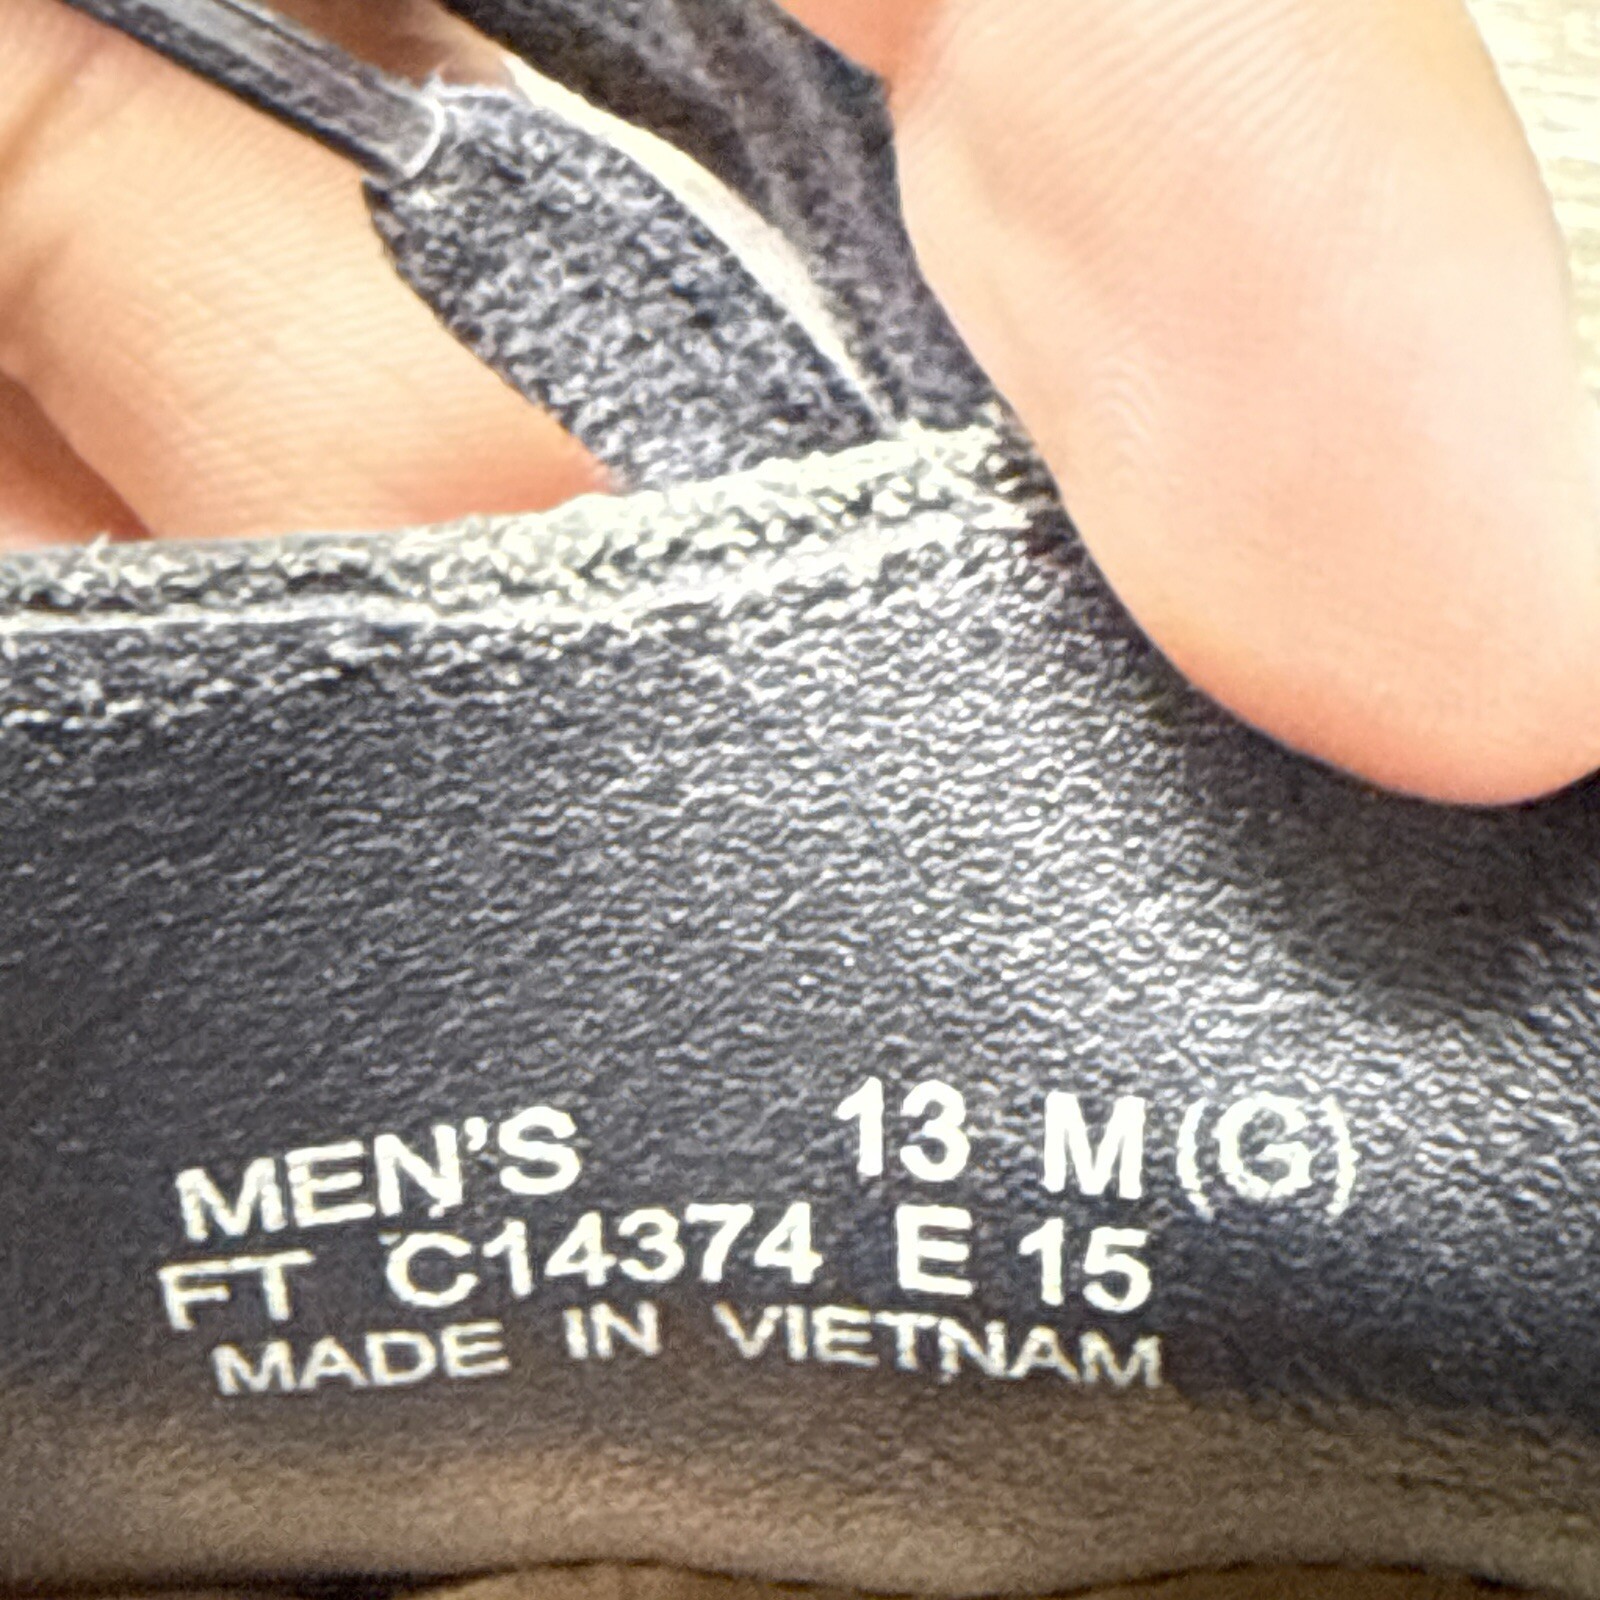 MEN'S 13 M (G)
FT C14374 E 15
MADE IN VIETNAM